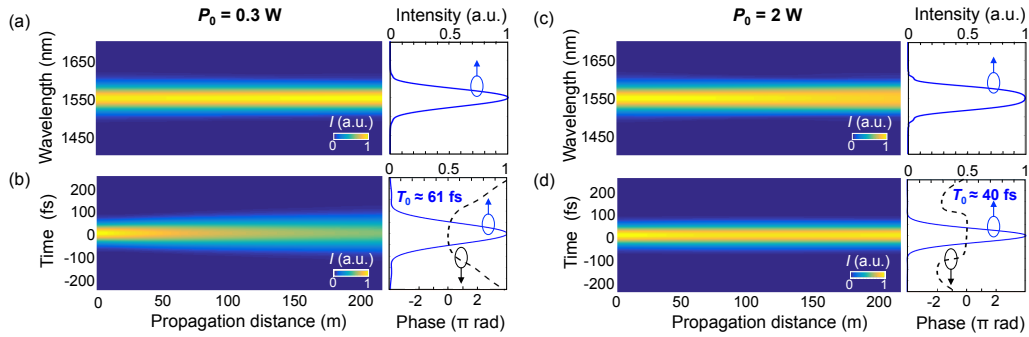 P₀ = 0.3 W
(a)
Intensity (a.u.)
0 0.5 1
Wavelength (nm)
1650
1550
1450
I (a.u.)
0 1
0 0.5 1
(b)
Time (fs)
200
100
0
-100
-200
T₀ ≈ 61 fs
I (a.u.)
0 1
0 50 100 150 200
Propagation distance (m)
-2 0 2
Phase (π rad)
P₀ = 2 W
(c)
Intensity (a.u.)
0 0.5 1
Wavelength (nm)
1650
1550
1450
I (a.u.)
0 1
0 0.5 1
(d)
Time (fs)
200
100
0
-100
-200
T₀ ≈ 40 fs
I (a.u.)
0 1
0 50 100 150 200
Propagation distance (m)
-2 0 2
Phase (π rad)